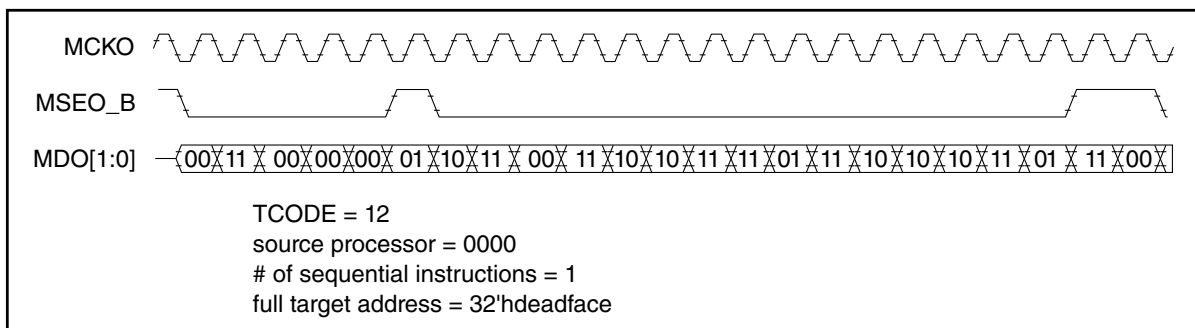 MCKO
MSEO_B
MDO[1:0] 00 11 00 00 00 01 10 11 00 11 10 10 11 11 01 11 10 10 10 11 01 11 00
TCODE = 12
source processor = 0000
# of sequential instructions = 1
full target address = 32'hdeadface